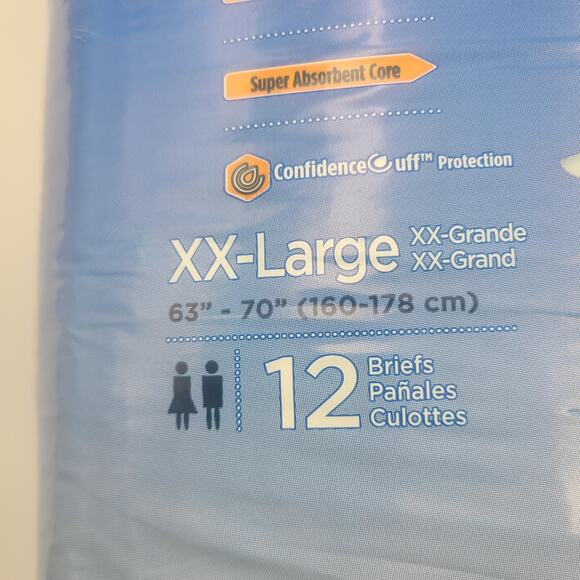 Super Absorbent Core
ConfidenceCuff™ Protection
XX-Large
XX-Grande
XX-Grand
63" - 70" (160-178 cm)
12
Briefs
Pañales
Culottes